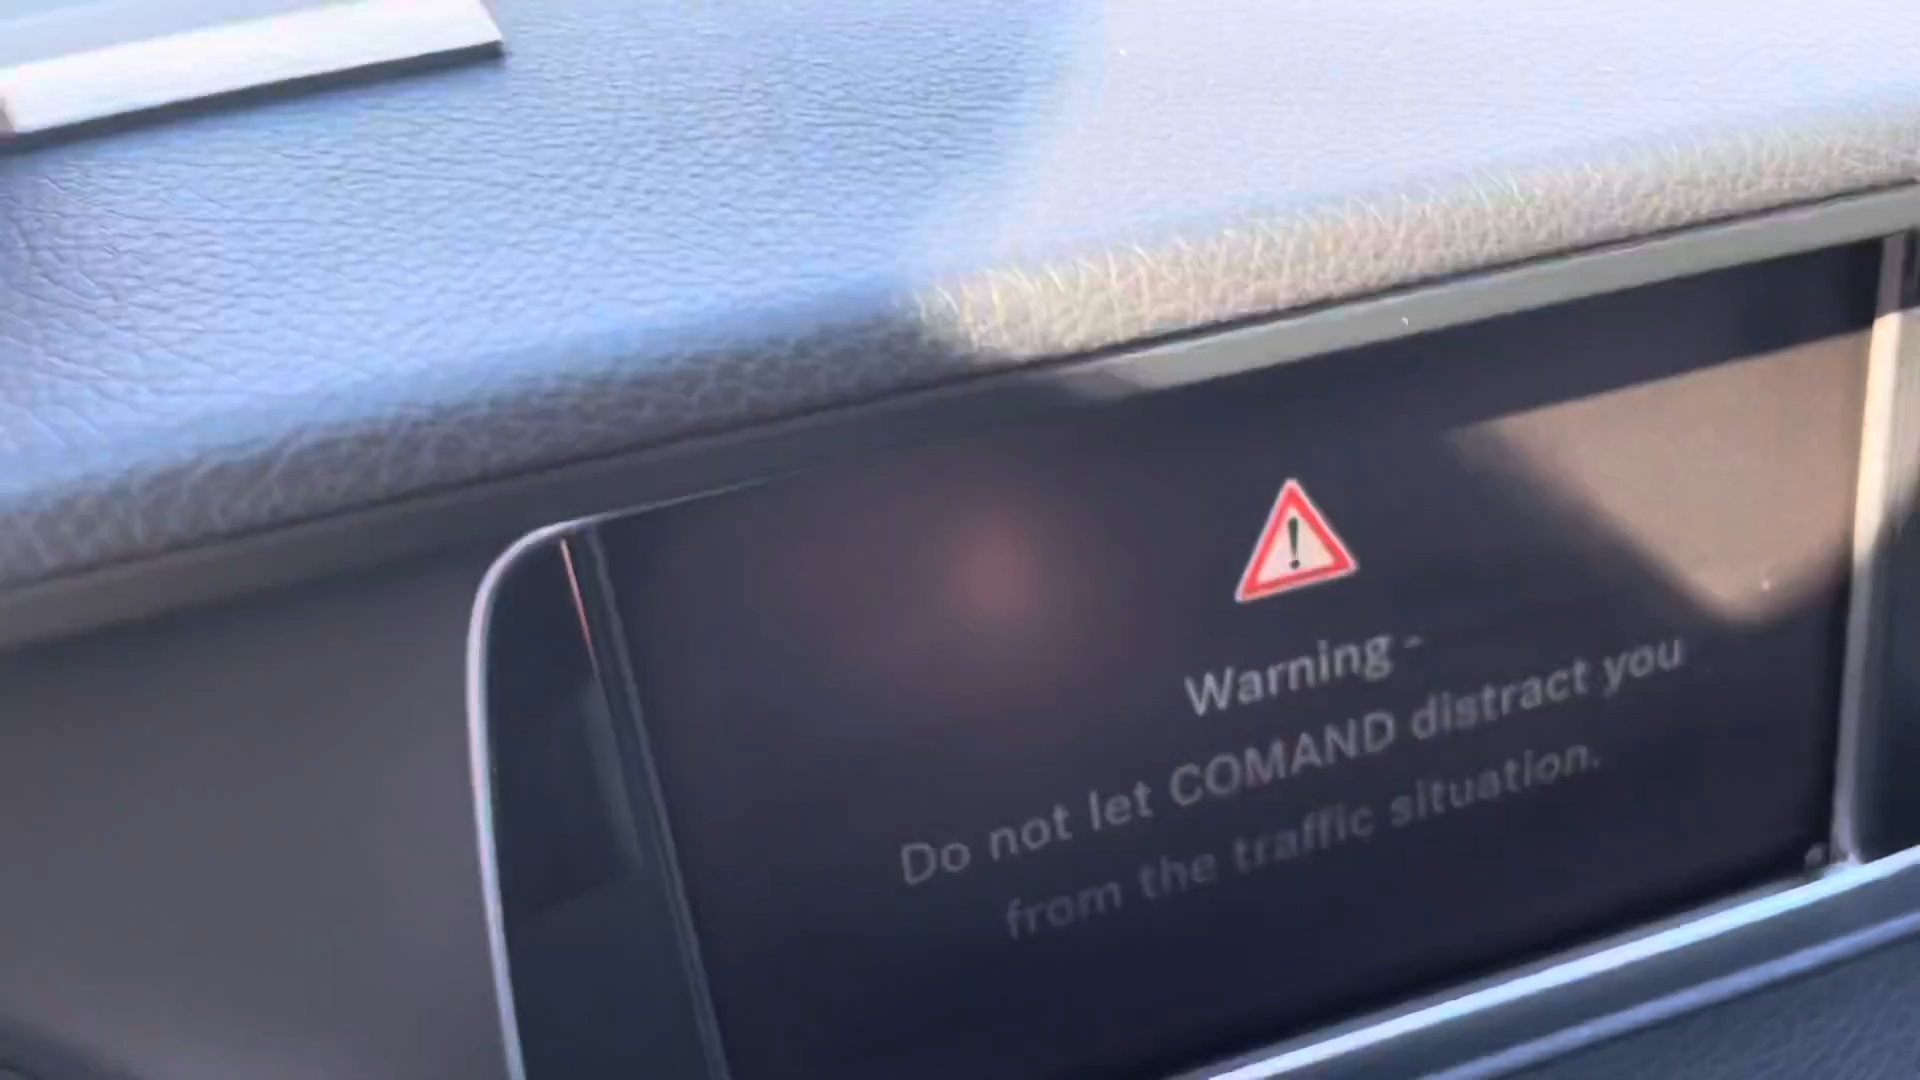 Warning -
Do not let COMAND distract you
from the traffic situation.